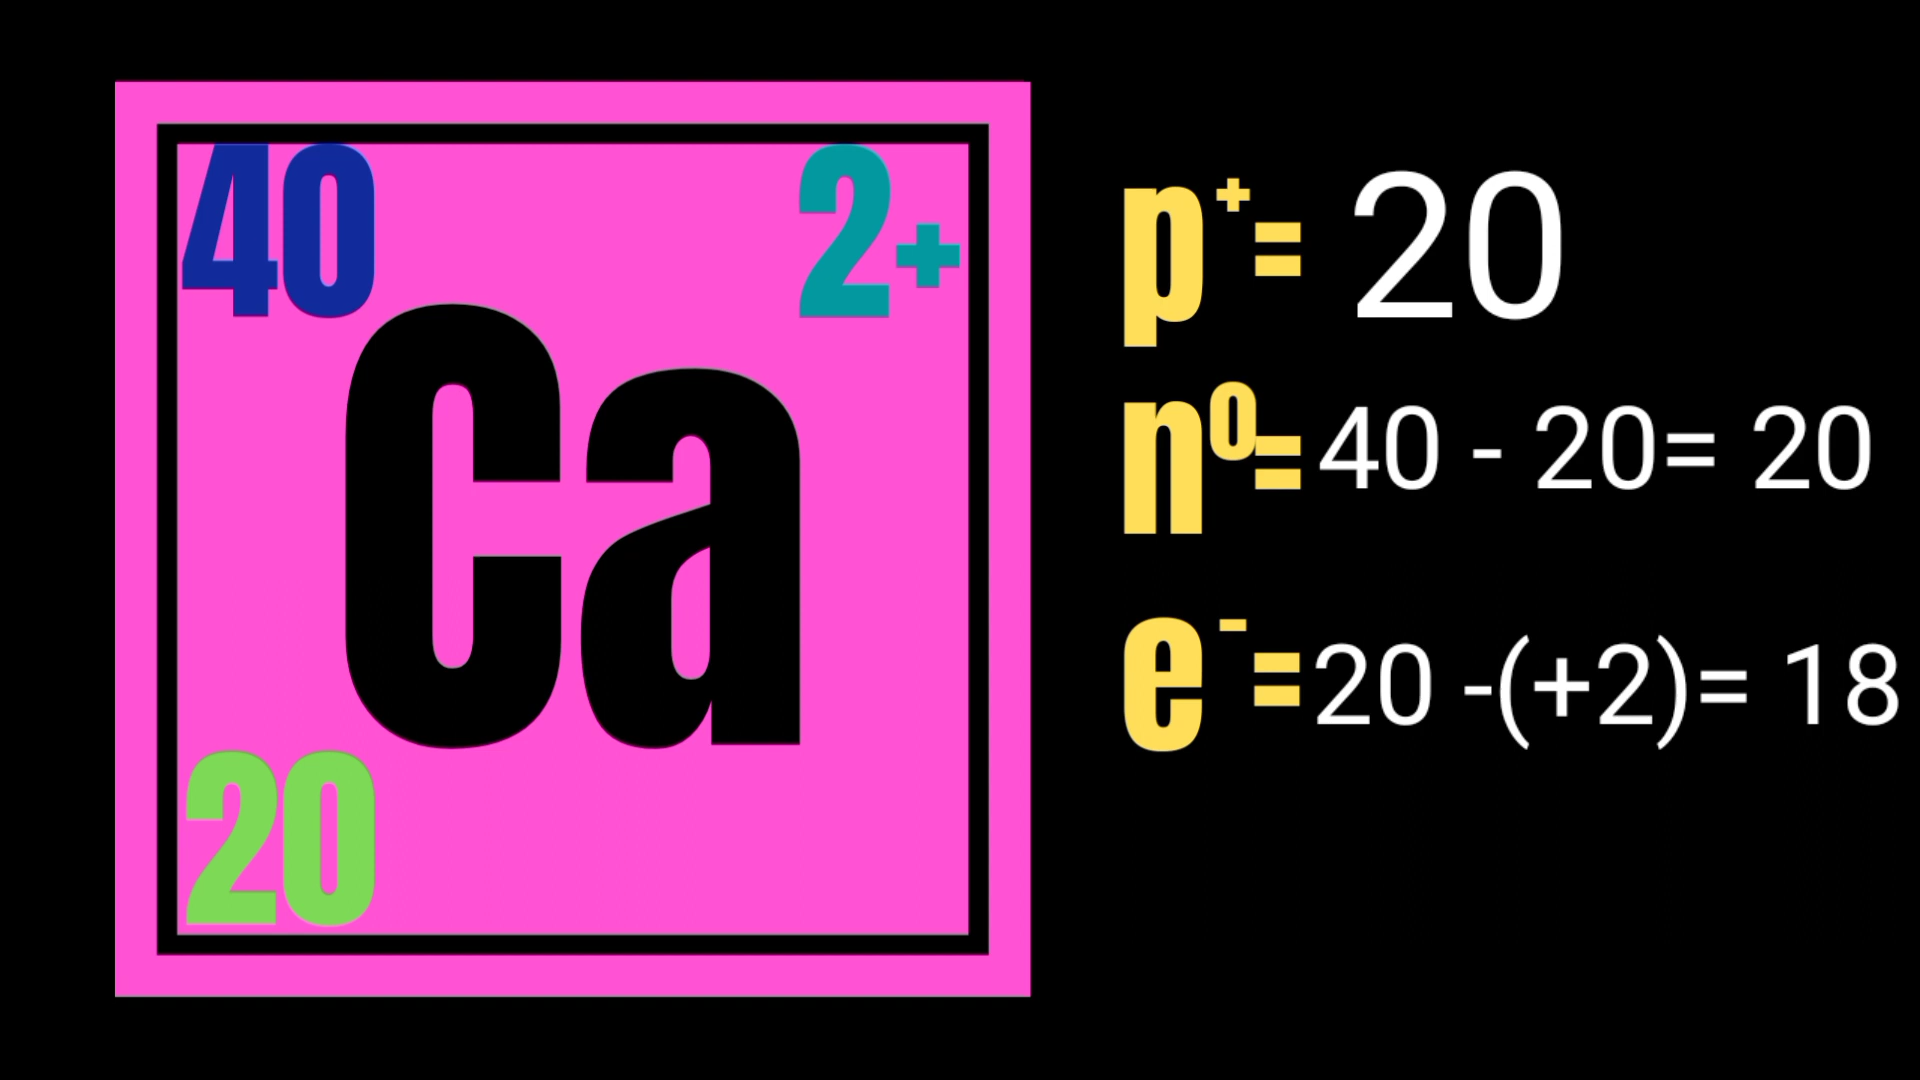 40 2+
Ca
20
p+= 20
n0= 40 - 20= 20
e-= 20 -(+2)= 18